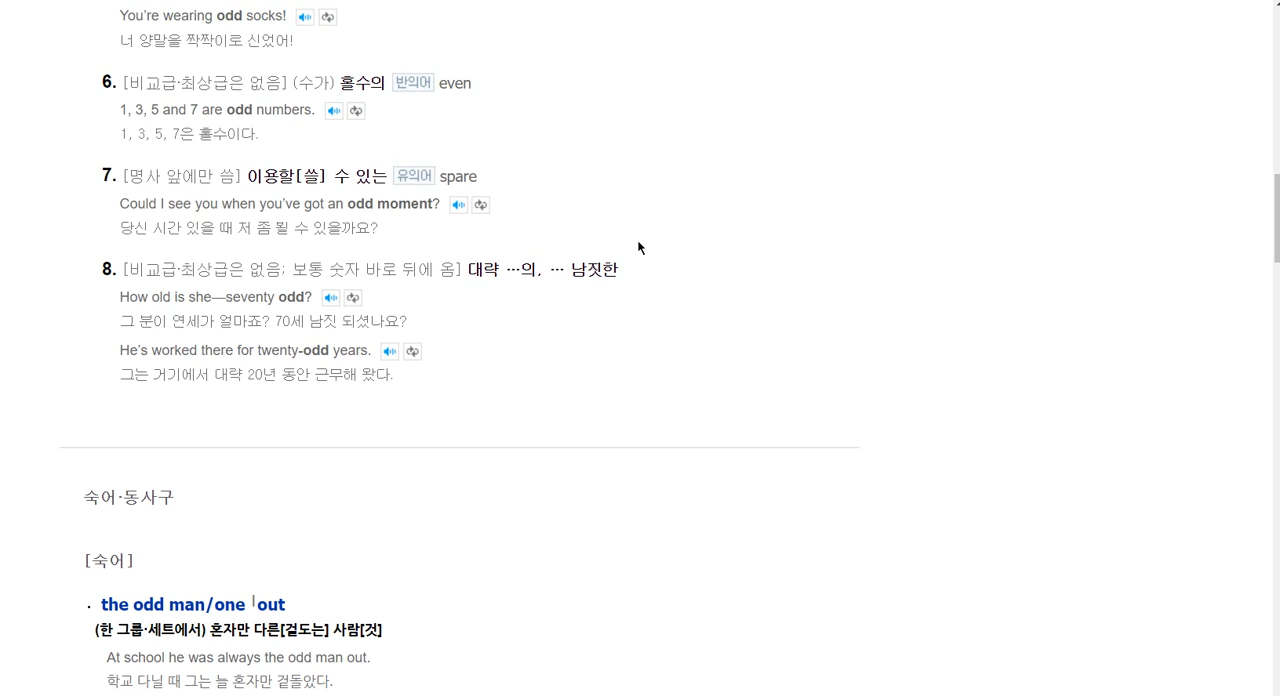 You're wearing odd socks!
너 양말을 짝짝이로 신었어!
6. [비교급·최상급은 없음] (수가) 홀수의 반의어 even
1, 3, 5 and 7 are odd numbers.
1, 3, 5, 7은 홀수이다.
7. [명사 앞에만 씀] 이용할[쓸] 수 있는 유의어 spare
Could I see you when you've got an odd moment?
당신 시간 있을 때 저 좀 뵐 수 있을까요?
8. [비교급·최상급은 없음; 보통 숫자 바로 뒤에 옴] 대략 …의, … 남짓한
How old is she—seventy odd?
그 분이 연세가 얼마죠? 70세 남짓 되셨나요?
He's worked there for twenty-odd years.
그는 거기에서 대략 20년 동안 근무해 왔다.
숙어·동사구
[숙어]
· the odd man/one ˈout
(한 그룹·세트에서) 혼자만 다른[겉도는] 사람[것]
At school he was always the odd man out.
학교 다닐 때 그는 늘 혼자만 겉돌았다.